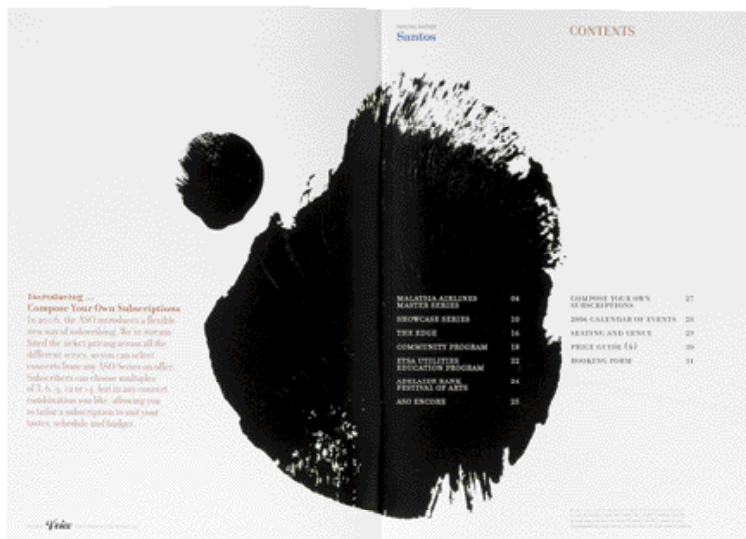 Introducing ...
Compose Your Own Subscriptions
In 2006, the ASO introduces a flexible
new way of subscribing. We've stream-
lined the ticket pricing across all the
different series, so you can select
concerts from any ASO Series on offer.
Subscribers can choose multiples
of 3, 6, 9, 12 or 15, but in any concert
combination you like, allowing you
to tailor a subscription to suit your
tastes, schedule and budget.
Voice
Santos
CONTENTS
MALAYSIA AIRLINES
MASTER SERIES 04
SHOWCASE SERIES 10
THE EDGE 16
COMMUNITY PROGRAM 18
ETSA UTILITIES
EDUCATION PROGRAM 22
ADELAIDE BANK
FESTIVAL OF ARTS 24
ASO ENCORE 25
COMPOSE YOUR OWN
SUBSCRIPTIONS 27
2006 CALENDAR OF EVENTS 28
SEATING AND VENUE 29
PRICE GUIDE ($) 30
BOOKING FORM 31